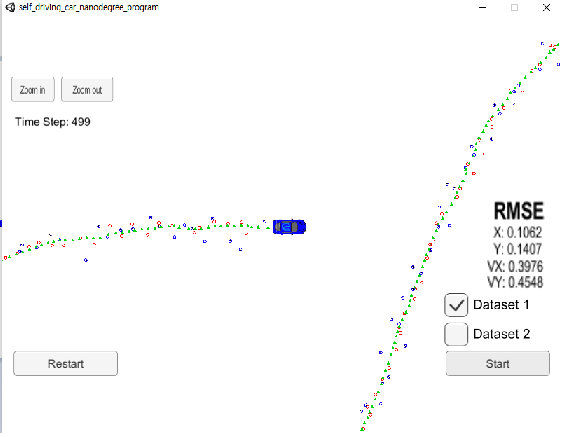 self_driving_car_nanodegree_program
Zoom in
Zoom out
Time Step: 499
RMSE
X: 0.1062
Y: 0.1407
VX: 0.3976
VY: 0.4548
Dataset 1
Dataset 2
Restart
Start